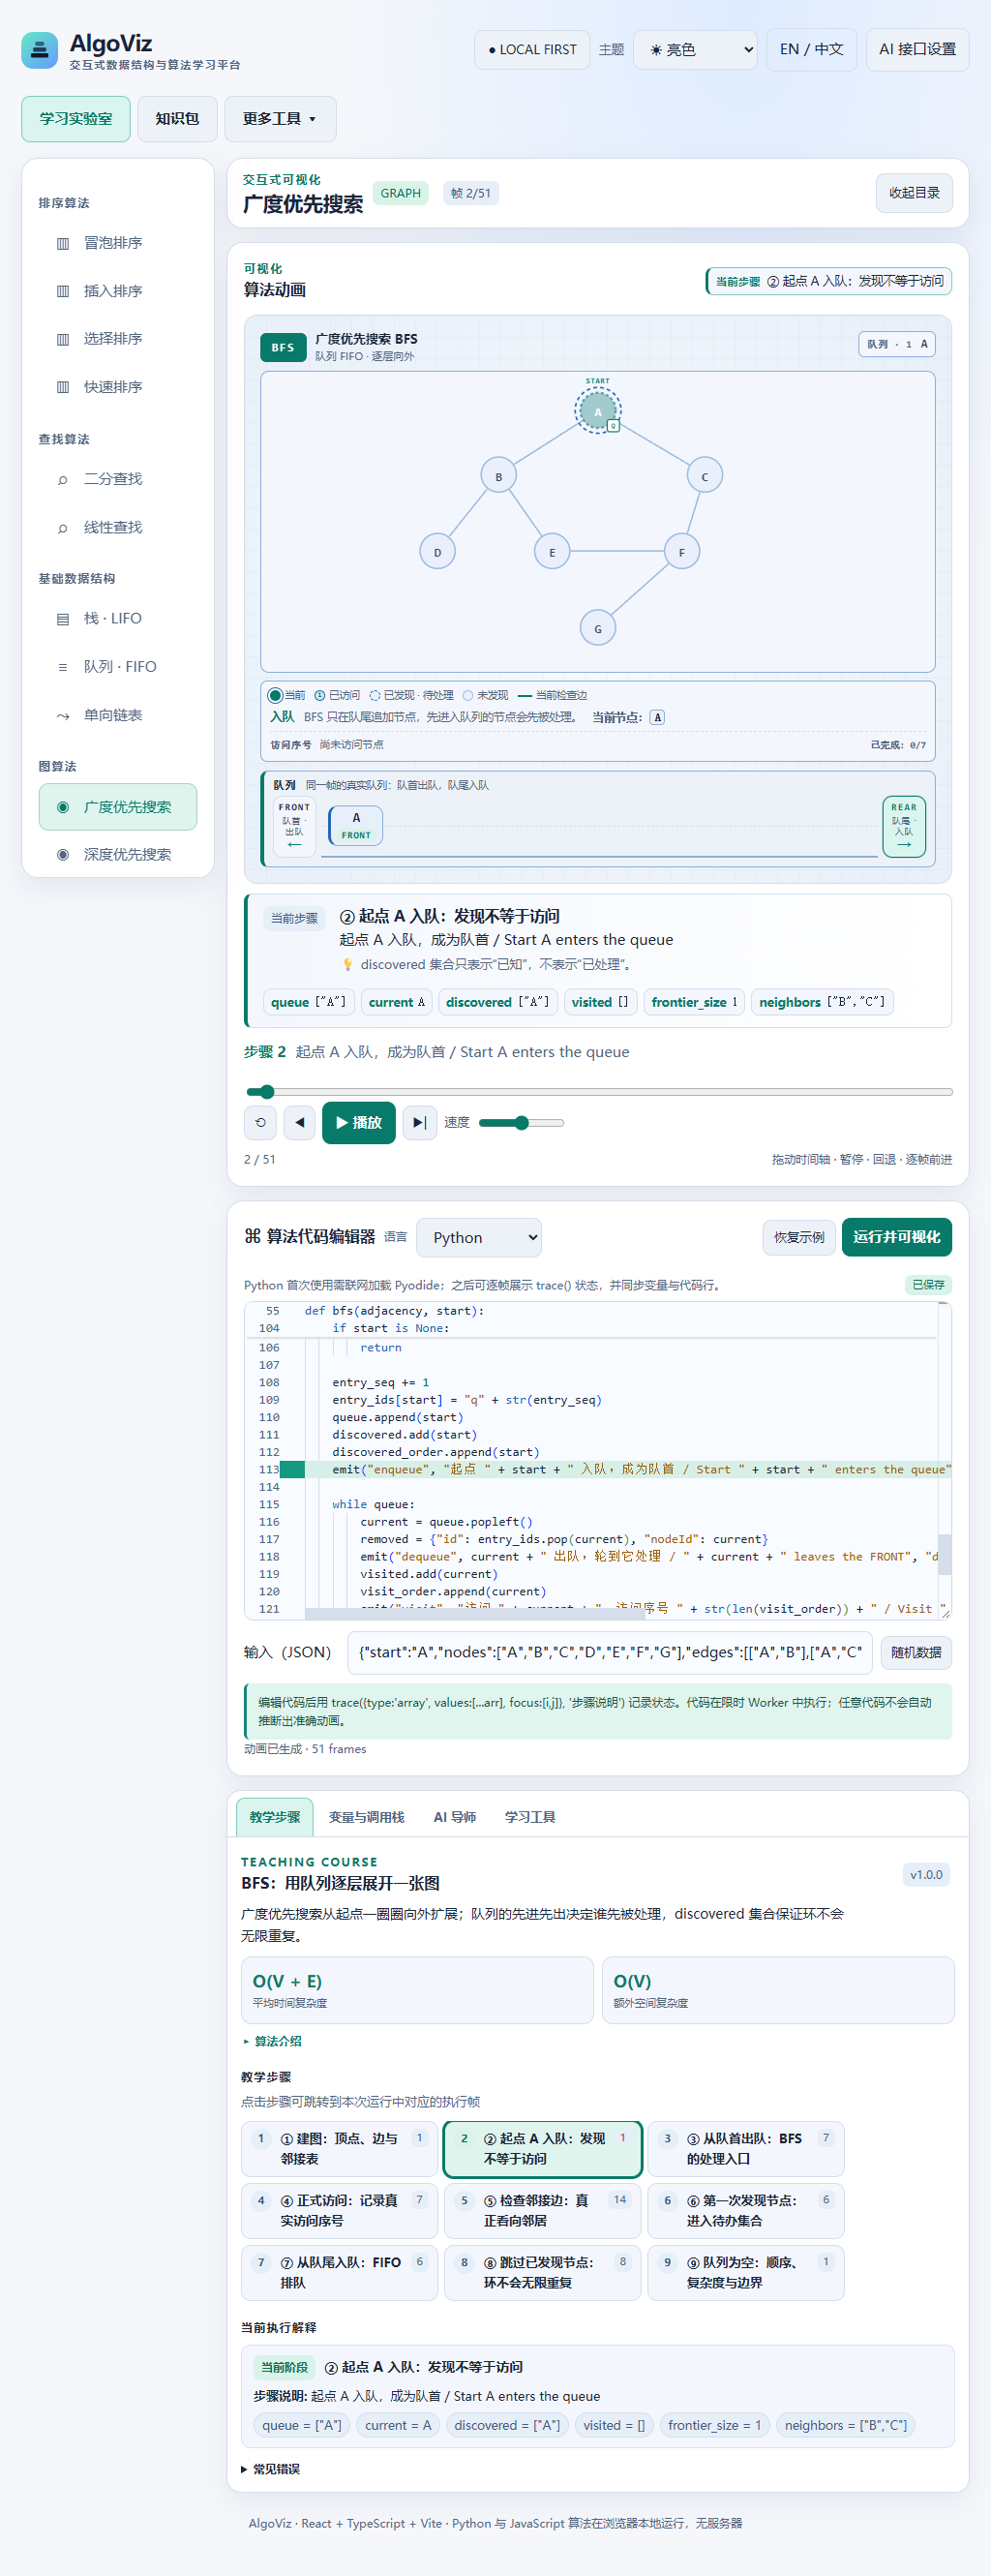 AlgoViz
交互式数据结构与算法学习平台
● LOCAL FIRST
主题
☀ 亮色
EN / 中文
AI 接口设置
学习实验室
知识包
更多工具 ▼
排序算法
冒泡排序
插入排序
选择排序
快速排序
查找算法
二分查找
线性查找
基础数据结构
栈 · LIFO
队列 · FIFO
单向链表
图算法
广度优先搜索
深度优先搜索
交互式可视化
广度优先搜索
GRAPH
帧 2/51
收起目录
可视化
算法动画
当前步骤 ② 起点 A 入队：发现不等于访问
BFS
广度优先搜索 BFS
队列 FIFO · 逐层向外
队列 · 1 A
START
A
Q
B
C
D
E
F
G
当前 已访问 已发现 · 待处理 未发现 当前检查边
入队 BFS 只在队尾追加节点，先进入队列的节点会先被处理。 当前节点： A
访问序号 尚未访问节点
已完成：0/7
队列 同一帧的真实队列：队首出队，队尾入队
FRONT
队首 ·
出队
←
A
FRONT
REAR
队尾 ·
入队
→
当前步骤
② 起点 A 入队：发现不等于访问
起点 A 入队，成为队首 / Start A enters the queue
💡 discovered 集合只表示“已知”，不表示“已处理”。
queue ["A"]
current A
discovered ["A"]
visited []
frontier_size 1
neighbors ["B","C"]
步骤 2 起点 A 入队，成为队首 / Start A enters the queue
▶ 播放
速度
2 / 51
拖动时间轴 · 暂停 · 回退 · 逐帧前进
⌘ 算法代码编辑器
语言
Python
恢复示例
运行并可视化
Python 首次使用需联网加载 Pyodide；之后可逐帧展示 trace() 状态，并同步变量与代码行。
已保存
55 def bfs(adjacency, start):
104 if start is None:
106 return
107
108 entry_seq += 1
109 entry_ids[start] = "q" + str(entry_seq)
110 queue.append(start)
111 discovered.add(start)
112 discovered_order.append(start)
113 emit("enqueue", "起点 " + start + " 入队，成为队首 / Start " + start + " enters the queue"
114
115 while queue:
116 current = queue.popleft()
117 removed = {"id": entry_ids.pop(current), "nodeId": current}
118 emit("dequeue", current + " 出队，轮到它处理 / " + current + " leaves the FRONT", "d
119 visited.add(current)
120 visit_order.append(current)
121 emit("visit", "访问 " + current + "，访问序号 " + str(len(visit_order)) + " / Visit "
输入（JSON）
{"start":"A","nodes":["A","B","C","D","E","F","G"],"edges":[["A","B"],["A","C"
随机数据
编辑代码后用 trace({type:'array', values:[...arr], focus:[i,j]}, '步骤说明') 记录状态。代码在限时 Worker 中执行；任意代码不会自动
推断出准确动画。
动画已生成 · 51 frames
教学步骤
变量与调用栈
AI 导师
学习工具
TEACHING COURSE
BFS：用队列逐层展开一张图
v1.0.0
广度优先搜索从起点一圈圈向外扩展；队列的先进先出决定谁先被处理，discovered 集合保证环不会
无限重复。
O(V + E)
平均时间复杂度
O(V)
额外空间复杂度
▸ 算法介绍
教学步骤
点击步骤可跳转到本次运行中对应的执行帧
1 ① 建图：顶点、边与 1
邻接表
2 ② 起点 A 入队：发现 1
不等于访问
3 ③ 从队首出队：BFS 7
的处理入口
4 ④ 正式访问：记录真 7
实访问序号
5 ⑤ 检查邻接边：真 14
正看向邻居
6 ⑥ 第一次发现节点： 6
进入待办集合
7 ⑦ 从队尾入队：FIFO 6
排队
8 ⑧ 跳过已发现节点： 8
环不会无限重复
9 ⑨ 队列为空：顺序、 1
复杂度与边界
当前执行解释
当前阶段 ② 起点 A 入队：发现不等于访问
步骤说明: 起点 A 入队，成为队首 / Start A enters the queue
queue = ["A"]
current = A
discovered = ["A"]
visited = []
frontier_size = 1
neighbors = ["B","C"]
▶ 常见错误
AlgoViz · React + TypeScript + Vite · Python 与 JavaScript 算法在浏览器本地运行，无服务器